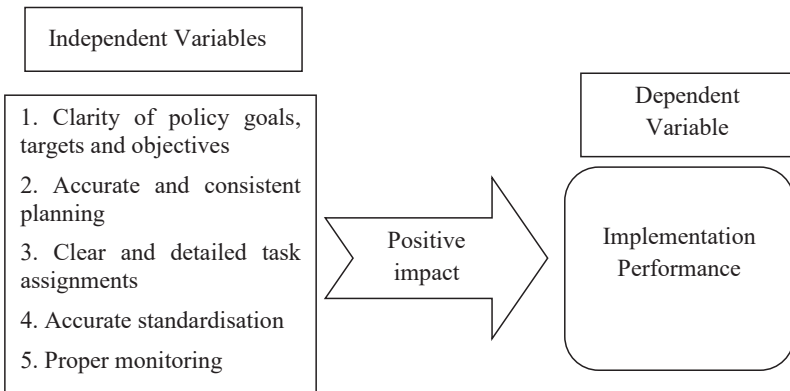 Independent Variables
1. Clarity of policy goals,
targets and objectives
2. Accurate and consistent
planning
3. Clear and detailed task
assignments
4. Accurate standardisation
5. Proper monitoring
Positive
impact
Dependent
Variable
Implementation
Performance